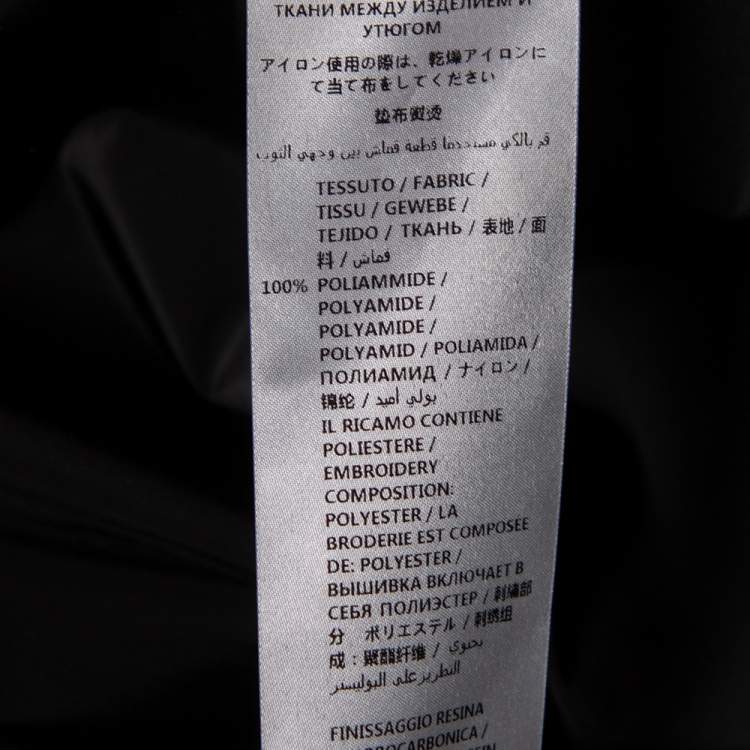 ТКАНИ МЕЖДУ ИЗДЕЛИЕМ И
УТЮГОМ
アイロン使用の際は、乾燥アイロンに
て当て布をしてください
垫布熨烫
قم بالكي مستخدما قطعة قماش بين وجهي الثوب
TESSUTO / FABRIC /
TISSU / GEWEBE /
TEJIDO / ТКАНЬ / 表地 / 面
料 / قماش
100% POLIAMMIDE /
POLYAMIDE /
POLYAMIDE /
POLYAMID / POLIAMIDA /
ПОЛИАМИД / ナイロン /
锦纶 / بولي أميد
IL RICAMO CONTIENE
POLIESTERE /
EMBROIDERY
COMPOSITION:
POLYESTER / LA
BRODERIE EST COMPOSEE
DE: POLYESTER /
ВЫШИВКА ВКЛЮЧАЕТ В
СЕБЯ ПОЛИЭСТЕР / 刺繍部
分 ポリエステル / 刺绣组
成：聚酯纤维 / يحتوي
التطريز على البوليستر
FINISSAGGIO RESINA